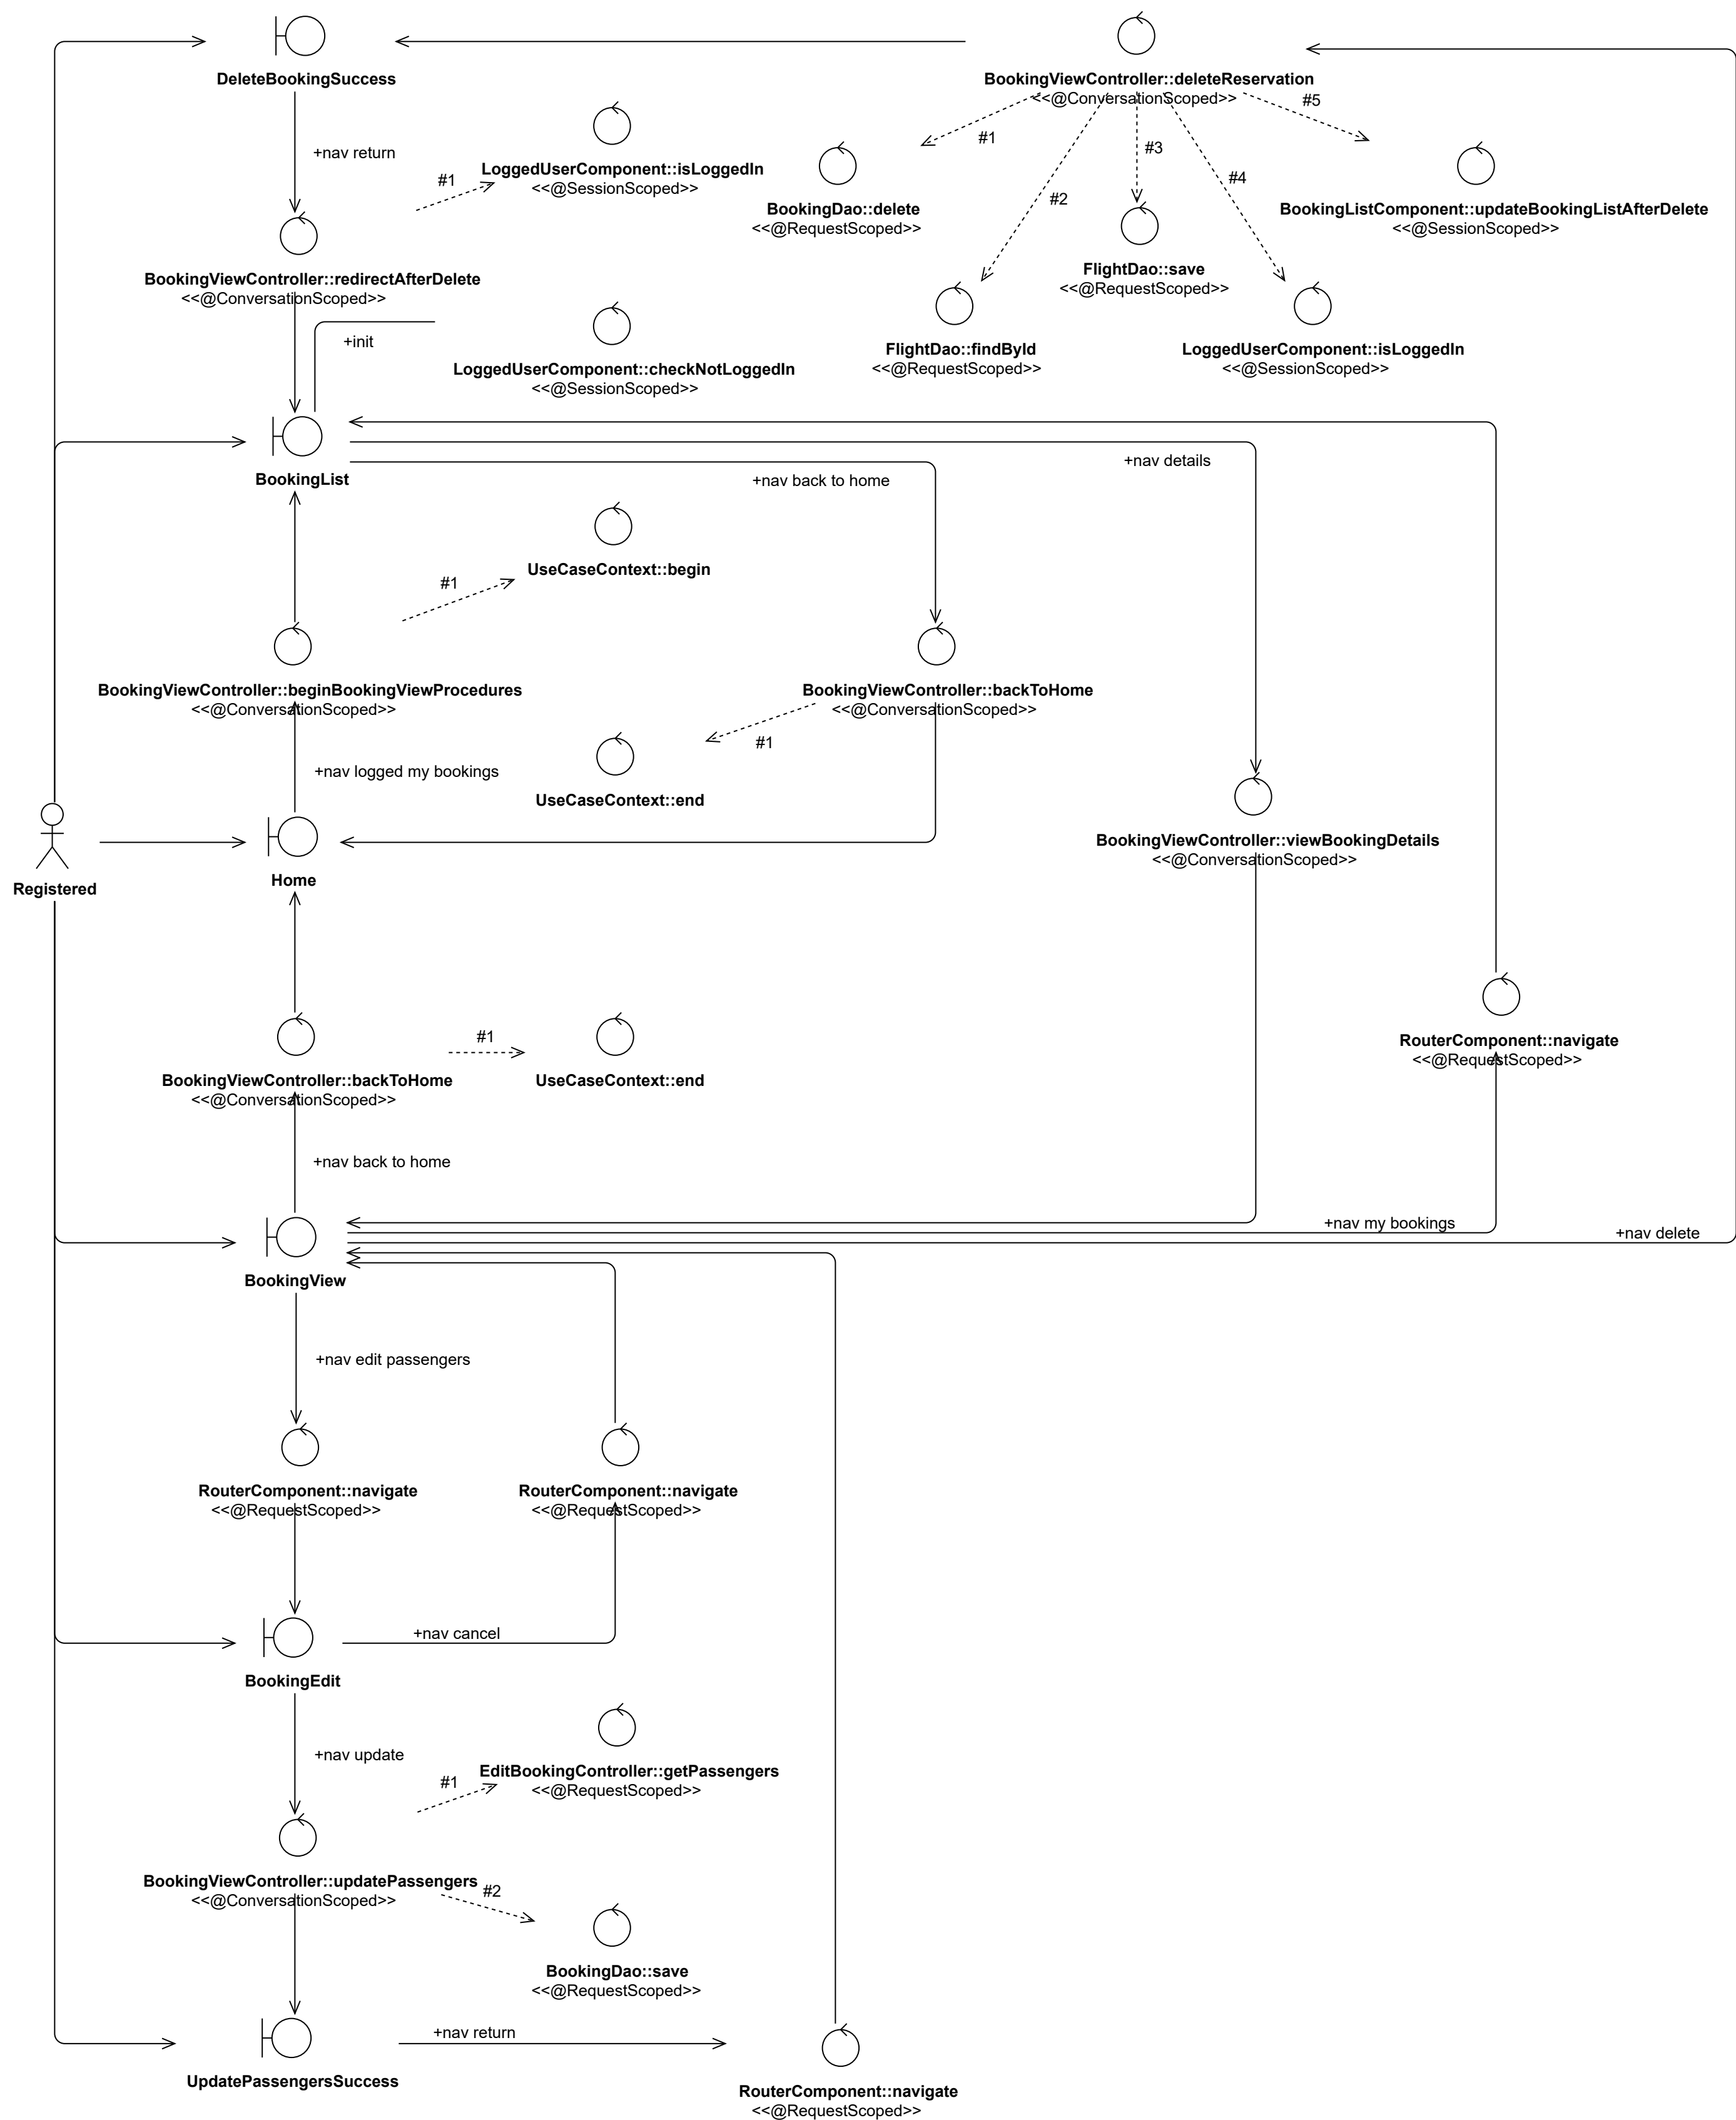 DeleteBookingSuccess
BookingViewController::deleteReservation
<<@ConversationScoped>>
#5
#1
#3
+nav return
LoggedUserComponent::isLoggedIn
<<@SessionScoped>>
#1
#4
#2
BookingDao::delete
<<@RequestScoped>>
BookingListComponent::updateBookingListAfterDelete
<<@SessionScoped>>
FlightDao::save
<<@RequestScoped>>
BookingViewController::redirectAfterDelete
<<@ConversationScoped>>
+init
FlightDao::findById
<<@RequestScoped>>
LoggedUserComponent::isLoggedIn
<<@SessionScoped>>
LoggedUserComponent::checkNotLoggedIn
<<@SessionScoped>>
+nav details
BookingList
+nav back to home
UseCaseContext::begin
#1
BookingViewController::beginBookingViewProcedures
<<@ConversationScoped>>
BookingViewController::backToHome
<<@ConversationScoped>>
#1
+nav logged my bookings
UseCaseContext::end
BookingViewController::viewBookingDetails
<<@ConversationScoped>>
Home
Registered
#1
RouterComponent::navigate
<<@RequestScoped>>
BookingViewController::backToHome
<<@ConversationScoped>>
UseCaseContext::end
+nav back to home
+nav my bookings
+nav delete
BookingView
+nav edit passengers
RouterComponent::navigate
<<@RequestScoped>>
RouterComponent::navigate
<<@RequestScoped>>
+nav cancel
BookingEdit
+nav update
EditBookingController::getPassengers
<<@RequestScoped>>
#1
BookingViewController::updatePassengers
<<@ConversationScoped>>
#2
BookingDao::save
<<@RequestScoped>>
+nav return
UpdatePassengersSuccess
RouterComponent::navigate
<<@RequestScoped>>